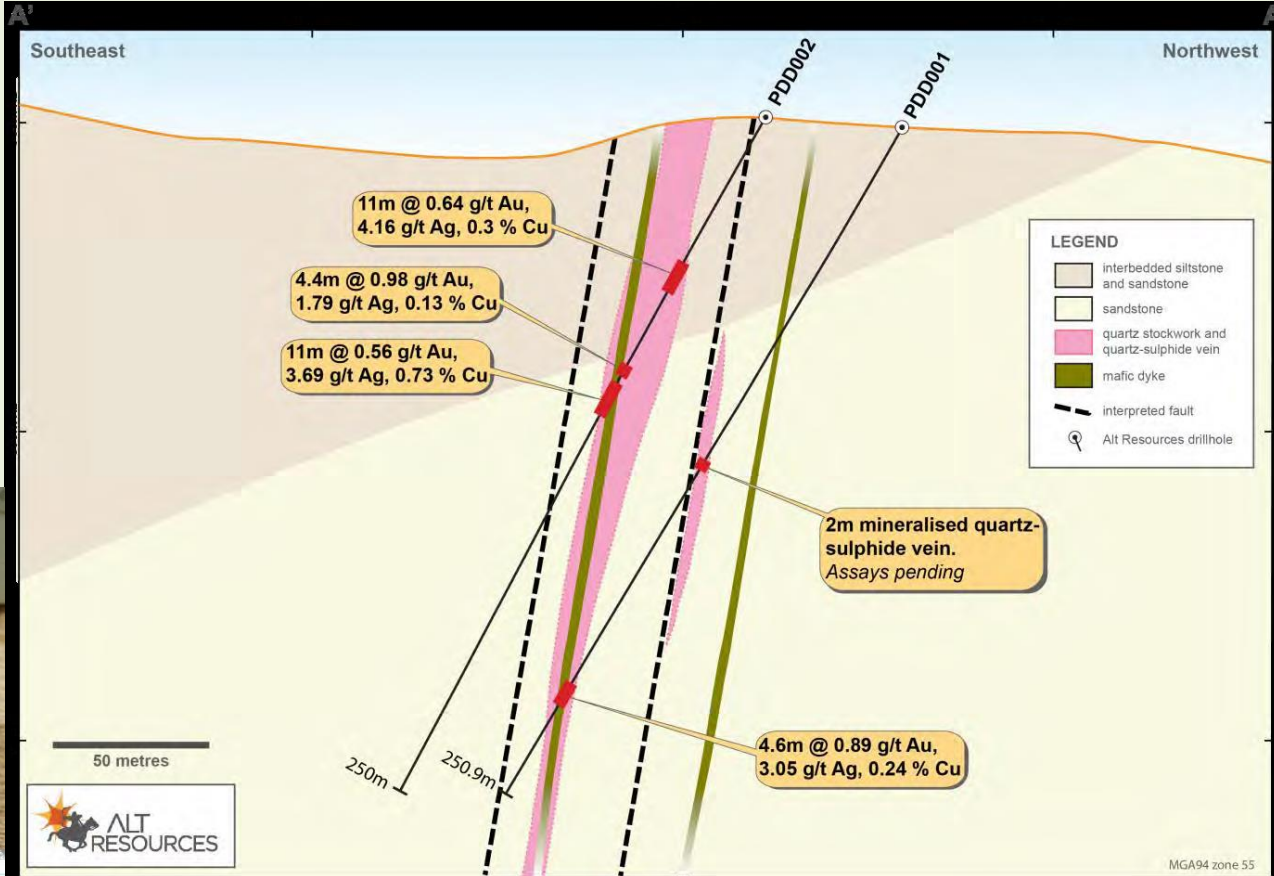 A'
A
Southeast
Northwest
PDD002
PDD001
11m @ 0.64 g/t Au,
4.16 g/t Ag, 0.3 % Cu
4.4m @ 0.98 g/t Au,
1.79 g/t Ag, 0.13 % Cu
11m @ 0.56 g/t Au,
3.69 g/t Ag, 0.73 % Cu
LEGEND
interbedded siltstone
and sandstone
sandstone
quartz stockwork and
quartz-sulphide vein
mafic dyke
interpreted fault
Alt Resources drillhole
2m mineralised quartz-
sulphide vein.
Assays pending
4.6m @ 0.89 g/t Au,
3.05 g/t Ag, 0.24 % Cu
50 metres
250m
250.9m
ALT
RESOURCES
MGA94 zone 55